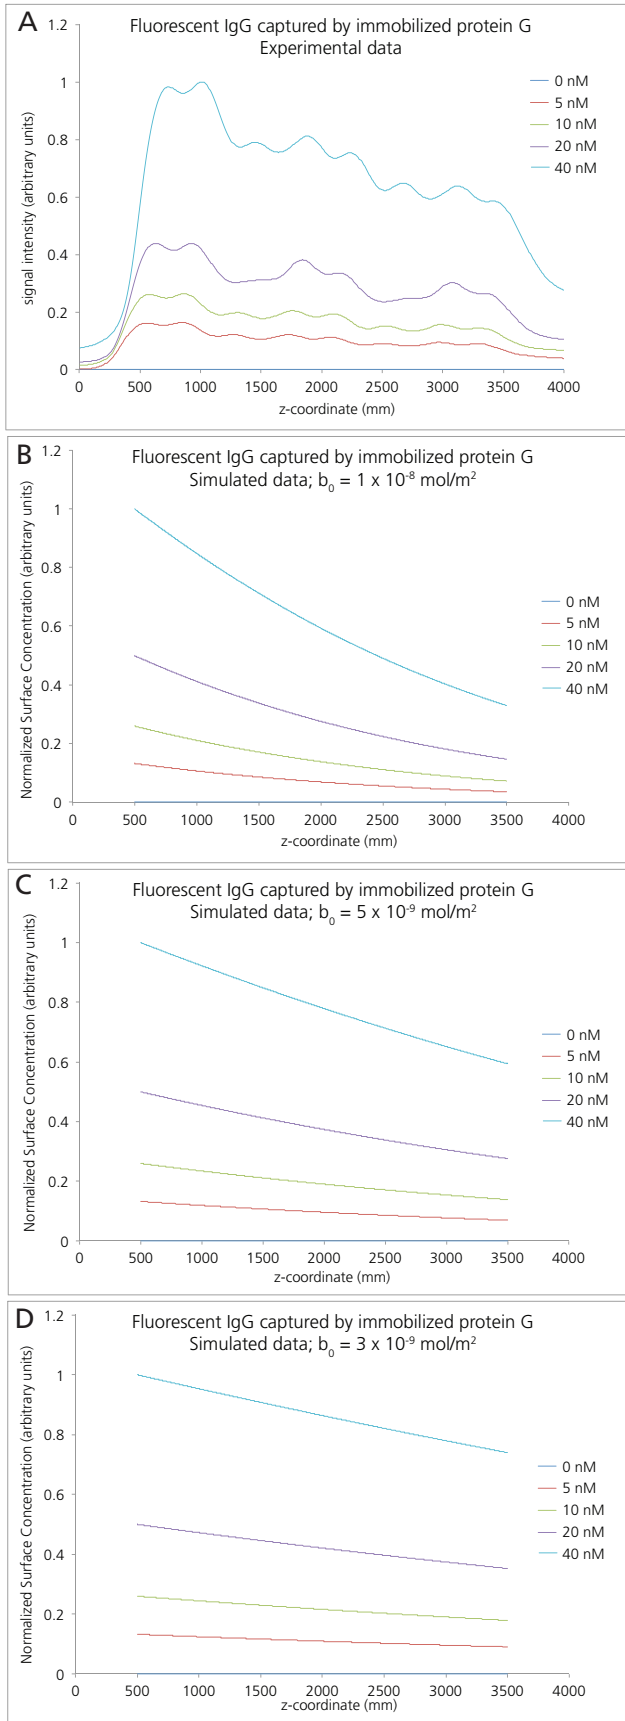 A
Fluorescent IgG captured by immobilized protein G
Experimental data
signal intensity (arbitrary units)
1.2
1
0.8
0.6
0.4
0.2
0
0 nM
5 nM
10 nM
20 nM
40 nM
0 500 1000 1500 2000 2500 3000 3500 4000
z-coordinate (mm)
B
Fluorescent IgG captured by immobilized protein G
Simulated data; b₀ = 1 x 10⁻⁸ mol/m²
Normalized Surface Concentration (arbitrary units)
1.2
1
0.8
0.6
0.4
0.2
0
0 nM
5 nM
10 nM
20 nM
40 nM
0 500 1000 1500 2000 2500 3000 3500 4000
z-coordinate (mm)
C
Fluorescent IgG captured by immobilized protein G
Simulated data; b₀ = 5 x 10⁻⁹ mol/m²
Normalized Surface Concentration (arbitrary units)
1.2
1
0.8
0.6
0.4
0.2
0
0 nM
5 nM
10 nM
20 nM
40 nM
0 500 1000 1500 2000 2500 3000 3500 4000
z-coordinate (mm)
D
Fluorescent IgG captured by immobilized protein G
Simulated data; b₀ = 3 x 10⁻⁹ mol/m²
Normalized Surface Concentration (arbitrary units)
1.2
1
0.8
0.6
0.4
0.2
0
0 nM
5 nM
10 nM
20 nM
40 nM
0 500 1000 1500 2000 2500 3000 3500 4000
z-coordinate (mm)